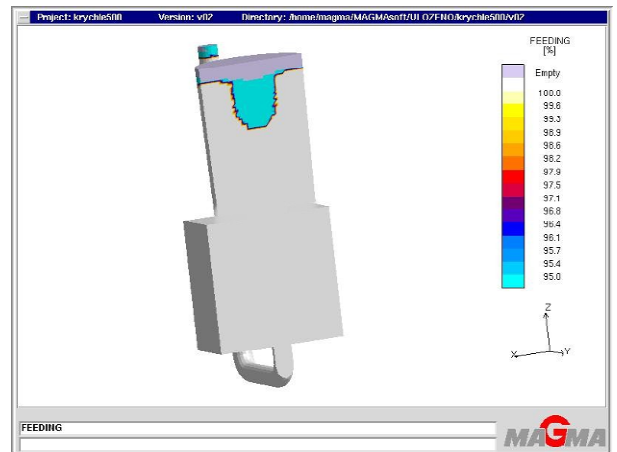 Project: krychle500 Version: v02 Directory: /home/magma/MAGMAsoft/ULOZENO/krychle500/v02
FEEDING
[%]
Empty
100.0
99.6
99.3
98.9
98.6
98.2
97.9
97.5
97.1
96.8
96.4
96.1
95.7
95.4
95.0
Z
X
Y
FEEDING
MAGMA